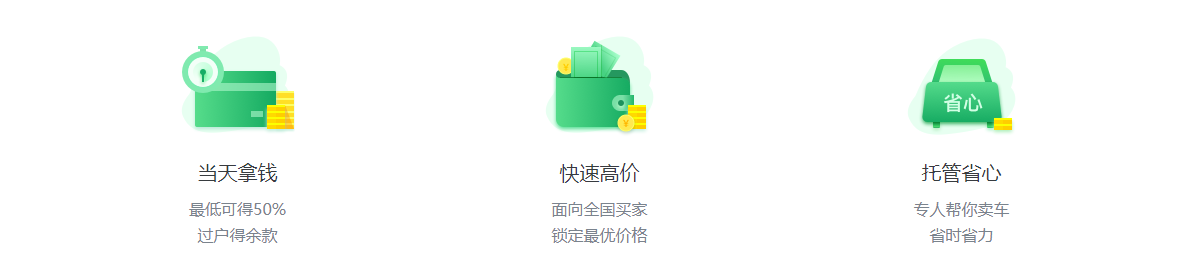 省心
当天拿钱
最低可得50%
过户得余款
快速高价
面向全国买家
锁定最优价格
托管省心
专人帮你卖车
省时省力